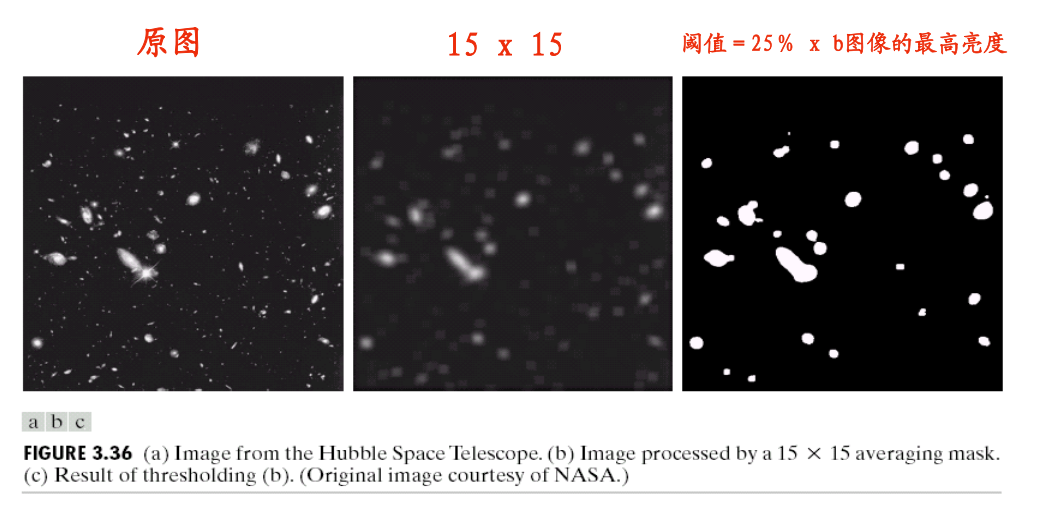 原图
15 x 15
阈值=25% x b图像的最高亮度
a b c
FIGURE 3.36 (a) Image from the Hubble Space Telescope. (b) Image processed by a 15 × 15 averaging mask.
(c) Result of thresholding (b). (Original image courtesy of NASA.)